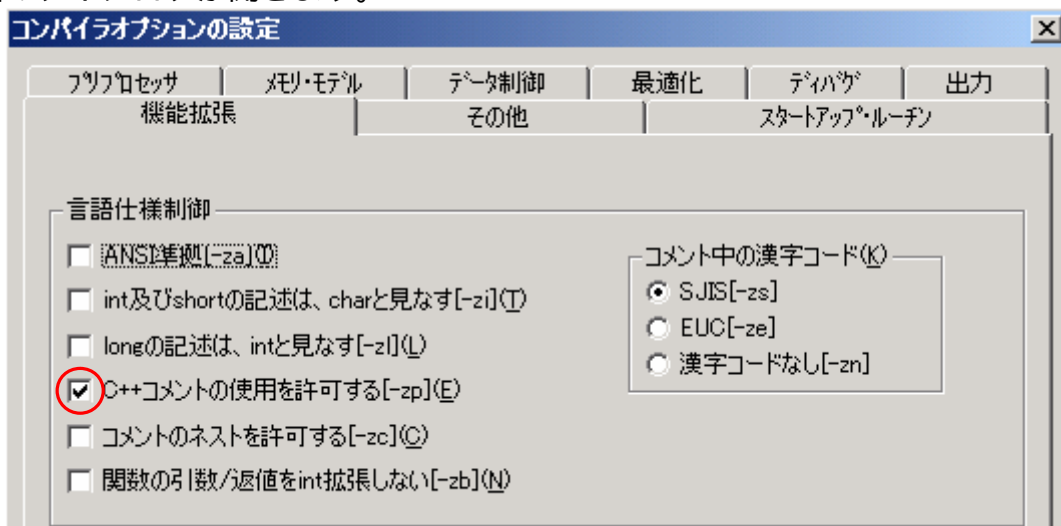 コンパイラオプションの設定
プリプロセッサ メモリ・モデル データ制御 最適化 ディバグ 出力
機能拡張 その他 スタートアップ・ルーチン
言語仕様制御
ANSI準拠[-za](I)
int及びshortの記述は、charと見なす[-zi](T)
longの記述は、intと見なす[-zl](L)
C++コメントの使用を許可する[-zp](E)
コメントのネストを許可する[-zc](C)
関数の引数/返値をint拡張しない[-zb](N)
コメント中の漢字コード(K)
SJIS[-zs]
EUC[-ze]
漢字コードなし[-zn]